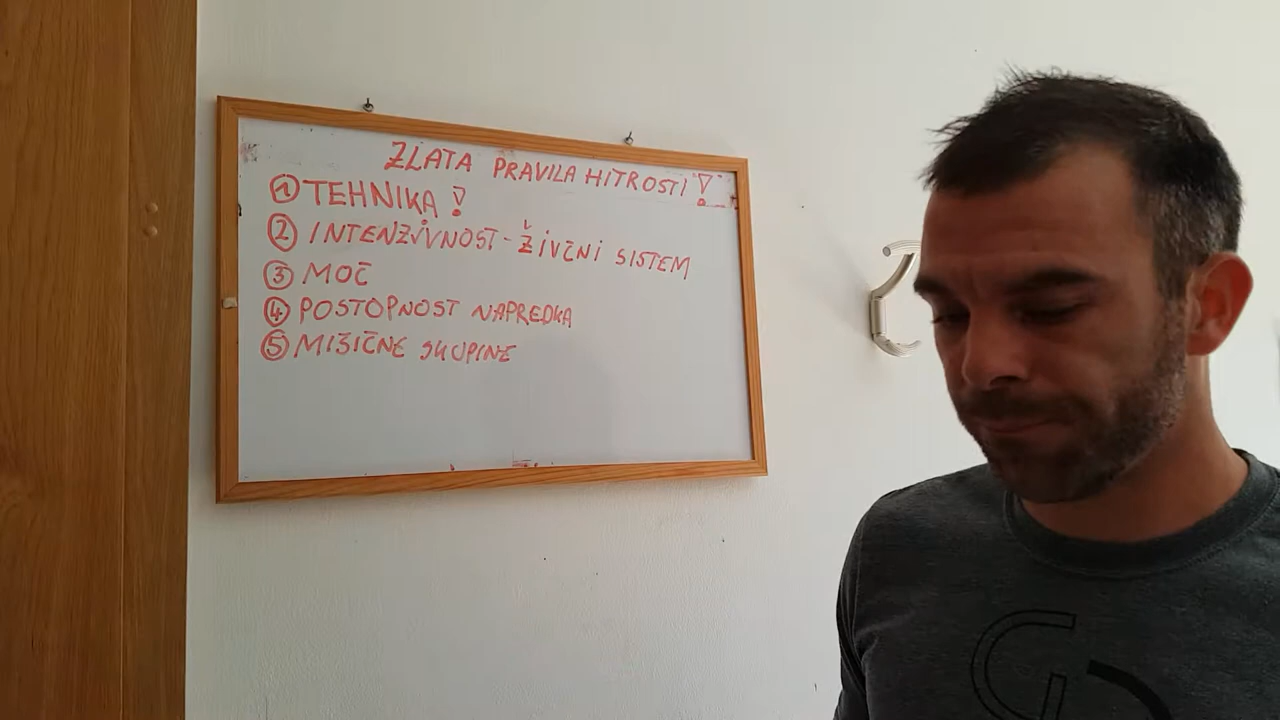 ZLATA PRAVILA HITROSTI!
① TEHNIKA!
② INTENZIVNOST - ŽIVČNI SISTEM
③ MOČ
④ POSTOPNOST NAPREDKA
⑤ MIŠIČNE SKUPINE